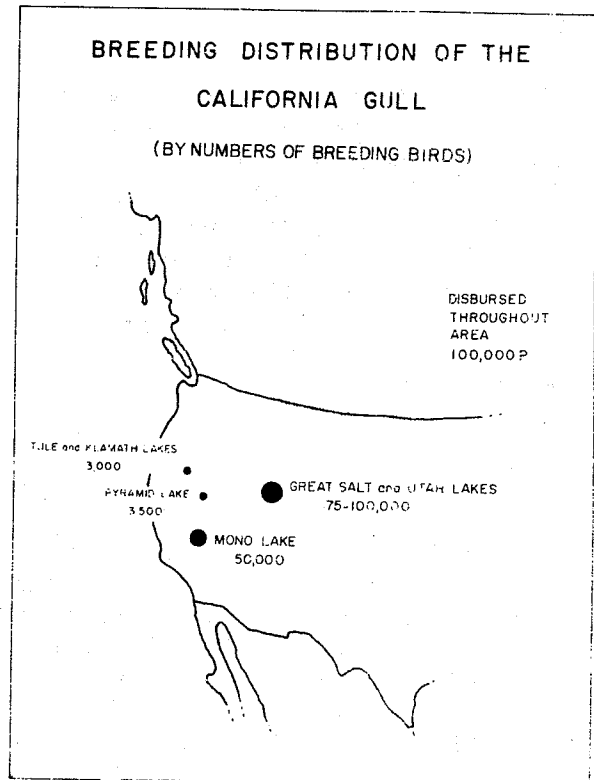 BREEDING DISTRIBUTION OF THE
CALIFORNIA GULL
(BY NUMBERS OF BREEDING BIRDS)
DISBURSED
THROUGHOUT
AREA
100,000?
TULE and KLAMATH LAKES
3,000
PYRAMID LAKE
3,500
GREAT SALT and UTAH LAKES
75-100,000
MONO LAKE
50,000